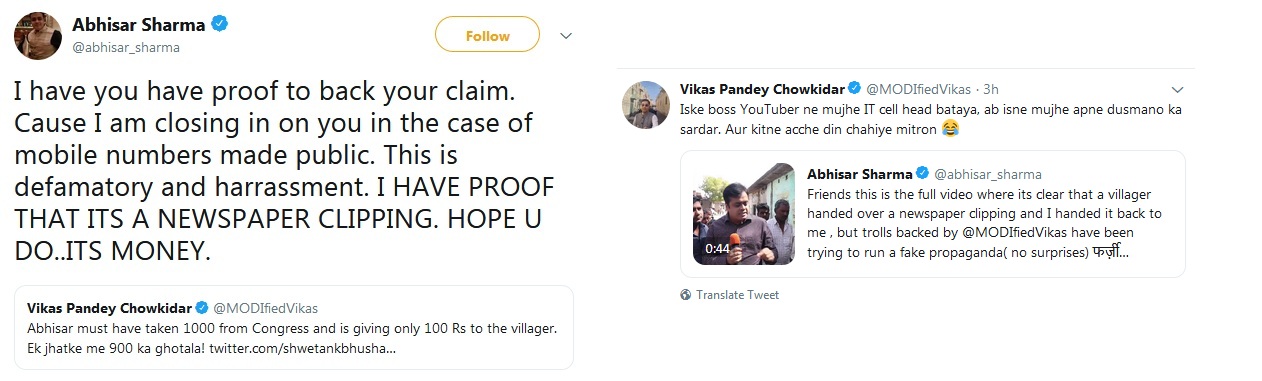 Abhisar Sharma
@abhisar_sharma
Follow
I have you have proof to back your claim.
Cause I am closing in on you in the case of
mobile numbers made public. This is
defamatory and harrassment. I HAVE PROOF
THAT ITS A NEWSPAPER CLIPPING. HOPE U
DO..ITS MONEY.
Vikas Pandey Chowkidar @MODIfiedVikas
Abhisar must have taken 1000 from Congress and is giving only 100 Rs to the villager.
Ek jhatke me 900 ka ghotala! twitter.com/shwetankbhusha...
Vikas Pandey Chowkidar @MODIfiedVikas · 3h
Iske boss YouTuber ne mujhe IT cell head bataya, ab isne mujhe apne dusmano ka
sardar. Aur kitne acche din chahiye mitron 😂
Abhisar Sharma @abhisar_sharma
Friends this is the full video where its clear that a villager
handed over a newspaper clipping and I handed it back to
me , but trolls backed by @MODIfiedVikas have been
trying to run a fake propaganda( no surprises) फर्ज़ी...
0:44
Translate Tweet